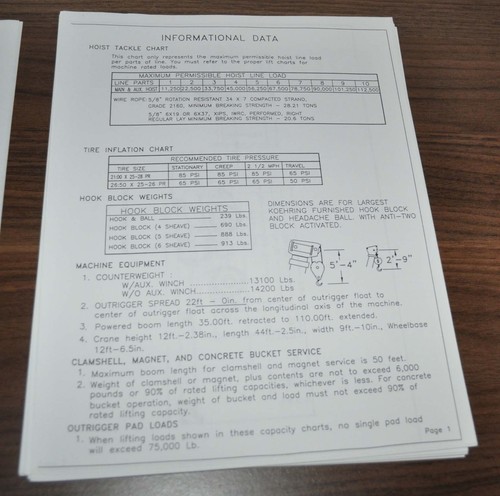 INFORMATIONAL DATA
HOIST TACKLE CHART
This chart only represents the maximum permissible hoist line load
per parts of line. You must refer to the proper lift charts for
machine rated loads.
MAXIMUM PERMISSIBLE HOIST LINE LOAD
LINE PARTS 1 2 3 4 5 6 7 8 9 10
MAIN & AUX. HOIST 11,250 22,500 33,750 45,000 56,250 67,500 78,750 90,000 101,250 112,500
WIRE ROPE: 5/8" ROTATION RESISTANT 34 X 7 COMPACTED STRAND,
GRADE 2160, MINIMUM BREAKING STRENGTH - 28.21 TONS
5/8" 6X19 OR 6X37, XIPS, IWRC, PERFORMED, RIGHT
REGULAR LAY MINIMUM BREAKING STRENGTH - 20.6 TONS
TIRE INFLATION CHART
RECOMMENDED TIRE PRESSURE
TIRE SIZE STATIONARY CREEP 2 1/2 MPH TRAVEL
21:00 X 25-28 PR 85 PSI 85 PSI 65 PSI 65 PSI
26:50 X 25-26 PR 65 PSI 65 PSI 65 PSI 50 PSI
HOOK BLOCK WEIGHTS
HOOK BLOCK WEIGHTS
HOOK & BALL 239 Lbs.
HOOK BLOCK (4 SHEAVE) 690 Lbs.
HOOK BLOCK (5 SHEAVE) 888 Lbs.
HOOK BLOCK (6 SHEAVE) 913 Lbs.
DIMENSIONS ARE FOR LARGEST
KOEHRING FURNISHED HOOK BLOCK
AND HEADACHE BALL. WITH ANTI-TWO
BLOCK ACTIVATED.
5'-4" 2'-9"
MACHINE EQUIPMENT
1. COUNTERWEIGHT :
W/AUX. WINCH 13100 Lbs.
W/O AUX. WINCH 14200 Lbs.
2. OUTRIGGER SPREAD 22ft - 0in. from center of outrigger float to
center of outrigger float across the longitudinal axis of the machine.
3. Powered boom length 35.00ft. retracted to 110.00ft. extended.
4. Crane height 12ft.-2.38in., length 44ft.-2.5in., width 9ft.-10in., Wheelbase
12ft-6.5in.
CLAMSHELL, MAGNET, AND CONCRETE BUCKET SERVICE
1. Maximum boom length for clamshell and magnet service is 50 feet.
2. Weight of clamshell or magnet, plus contents are not to exceed 6,000
pounds or 90% of rated lifting capacities, whichever is less. For concrete
bucket operation, weight of bucket and load must not exceed 90% of
rated lifting capacity.
OUTRIGGER PAD LOADS
1. When lifting loads shown in these capacity charts, no single pad load
will exceed 75,000 Lb.
Page 1